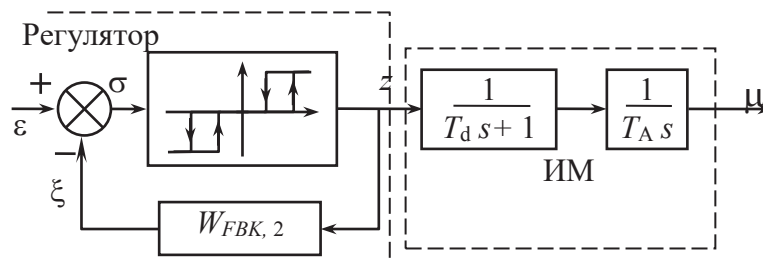 Регулятор
+
ε
σ
−
ξ
z
1
T_d s + 1
1
T_A s
μ
ИМ
W_FBK, 2